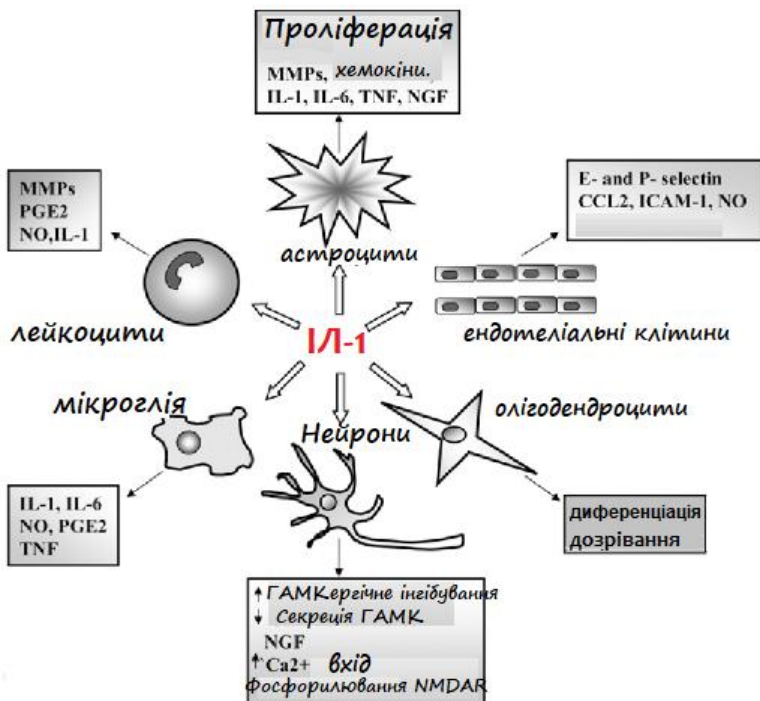 Проліферація
MMPs, хемокіни.
IL-1, IL-6, TNF, NGF
MMPs
PGE2
NO,IL-1
E- and P- selectin
CCL2, ICAM-1, NO
астроцити
лейкоцити
ІЛ-1
ендотеліальні клітини
мікроглія
Нейрони
олігодендроцити
IL-1, IL-6
NO, PGE2
TNF
диференціація
дозрівання
↑ ГАМКергічне інгібування
↓ Секреція ГАМК
NGF
↑ Ca2+ вхід
Фосфорилювання NMDAR